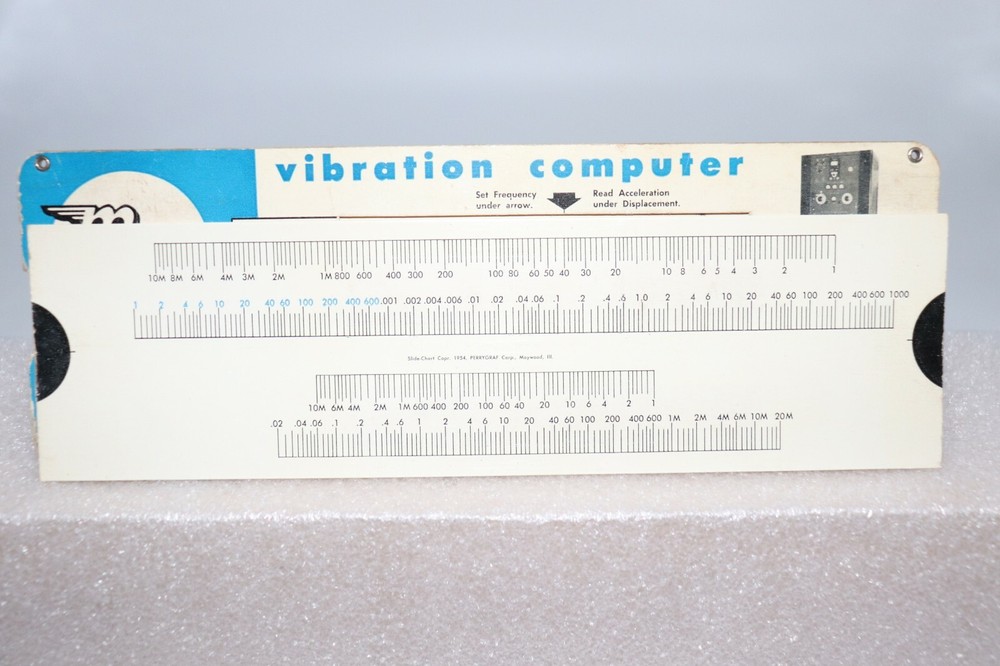 vibration computer
Set Frequency
under arrow.
Read Acceleration
under Displacement.
m
10M 8M 6M 4M 3M 2M 1M 800 600 400 300 200 100 80 60 50 40 30 20 10 8 6 5 4 3 2 1
1 2 4 6 10 20 40 60 100 200 400 600 .001 .002 .004 .006 .01 .02 .04 .06 .1 .2 .4 .6 1.0 2 4 6 10 20 40 60 100 200 400 600 1000
Slide-Chart Copr. 1954, PERRYGRAF Corp., Maywood, Ill.
10M 6M 4M 2M 1M 600 400 200 100 60 40 20 10 6 4 2 1
.02 .04 .06 .1 .2 .4 .6 1 2 4 6 10 20 40 60 100 200 400 600 1M 2M 4M 6M 10M 20M